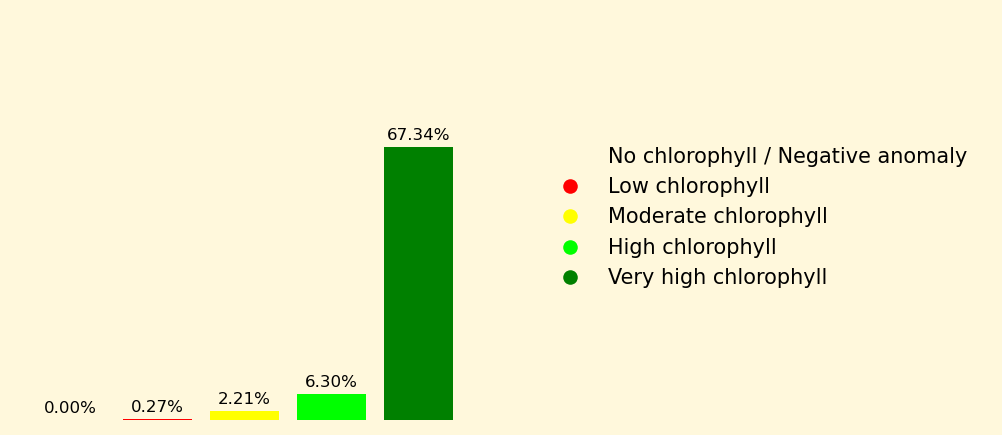 67.34%
6.30%
2.21%
0.27%
0.00%
No chlorophyll / Negative anomaly
Low chlorophyll
Moderate chlorophyll
High chlorophyll
Very high chlorophyll